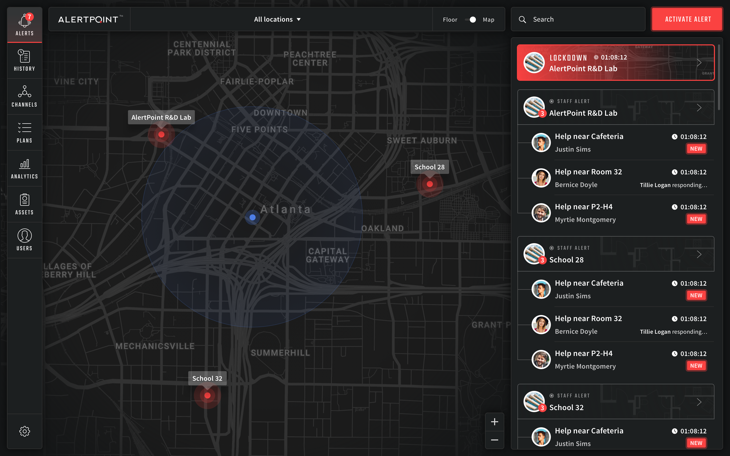 7
ALERTS
HISTORY
CHANNELS
PLANS
ANALYTICS
ASSETS
USERS
ALERTPOINT™
All locations
Floor
Map
Search
ACTIVATE ALERT
CENTENNIAL
PARK DISTRICT
PEACHTREE
CENTER
VINE CITY
FAIRLIE-POPLAR
AlertPoint R&D Lab
DOWNTOWN
FIVE POINTS
SWEET AUBURN
School 28
Atlanta
OAKLAND
CAPITAL
GATEWAY
LLAGES OF
BERRY HILL
GRANT P
MECHANICSVILLE
SUMMERHILL
School 32
LOCKDOWN
01:08:12
AlertPoint R&D Lab
STAFF ALERT
3
AlertPoint R&D Lab
Help near Cafeteria
01:08:12
Justin Sims
NEW
Help near Room 32
01:08:12
Bernice Doyle
Tillie Logan responding...
Help near P2-H4
01:08:12
Myrtie Montgomery
NEW
STAFF ALERT
3
School 28
Help near Cafeteria
01:08:12
Justin Sims
NEW
Help near Room 32
01:08:12
Bernice Doyle
Tillie Logan responding...
Help near P2-H4
01:08:12
Myrtie Montgomery
NEW
STAFF ALERT
3
School 32
Help near Cafeteria
01:08:12
Justin Sims
NEW